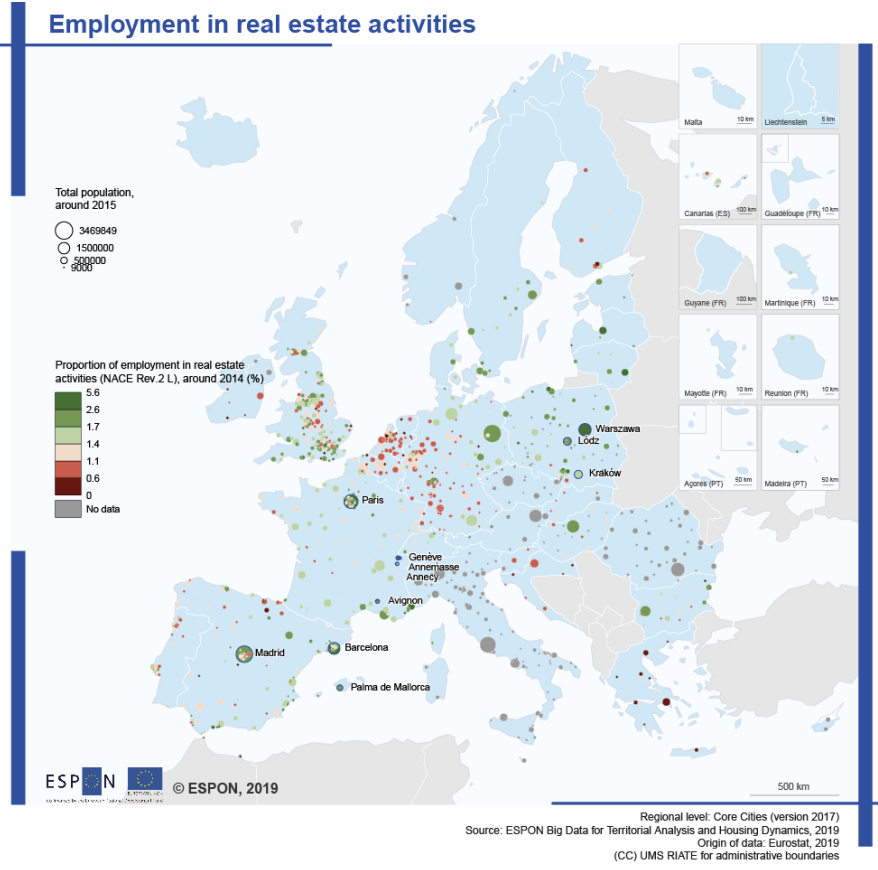 Employment in real estate activities
Malta
10 km
Liechtenstein
5 km
Canarias (ES)
100 km
Guadeloupe (FR)
10 km
Guyane (FR)
100 km
Martinique (FR)
10 km
Mayotte (FR)
10 km
Reunion (FR)
10 km
Açores (PT)
50 km
Madeira (PT)
50 km
Total population,
around 2015
3469849
1500000
500000
9000
Proportion of employment in real estate
activities (NACE Rev.2 L), around 2014 (%)
5.6
2.6
1.7
1.4
1.1
0.6
0
No data
Warszawa
Łódz
Kraków
Paris
Genève
Annemasse
Annecy
Avignon
Madrid
Barcelona
Palma de Mallorca
ESPON
© ESPON, 2019
500 km
Regional level: Core Cities (version 2017)
Source: ESPON Big Data for Territorial Analysis and Housing Dynamics, 2019
Origin of data: Eurostat, 2019
(CC) UMS RIATE for administrative boundaries